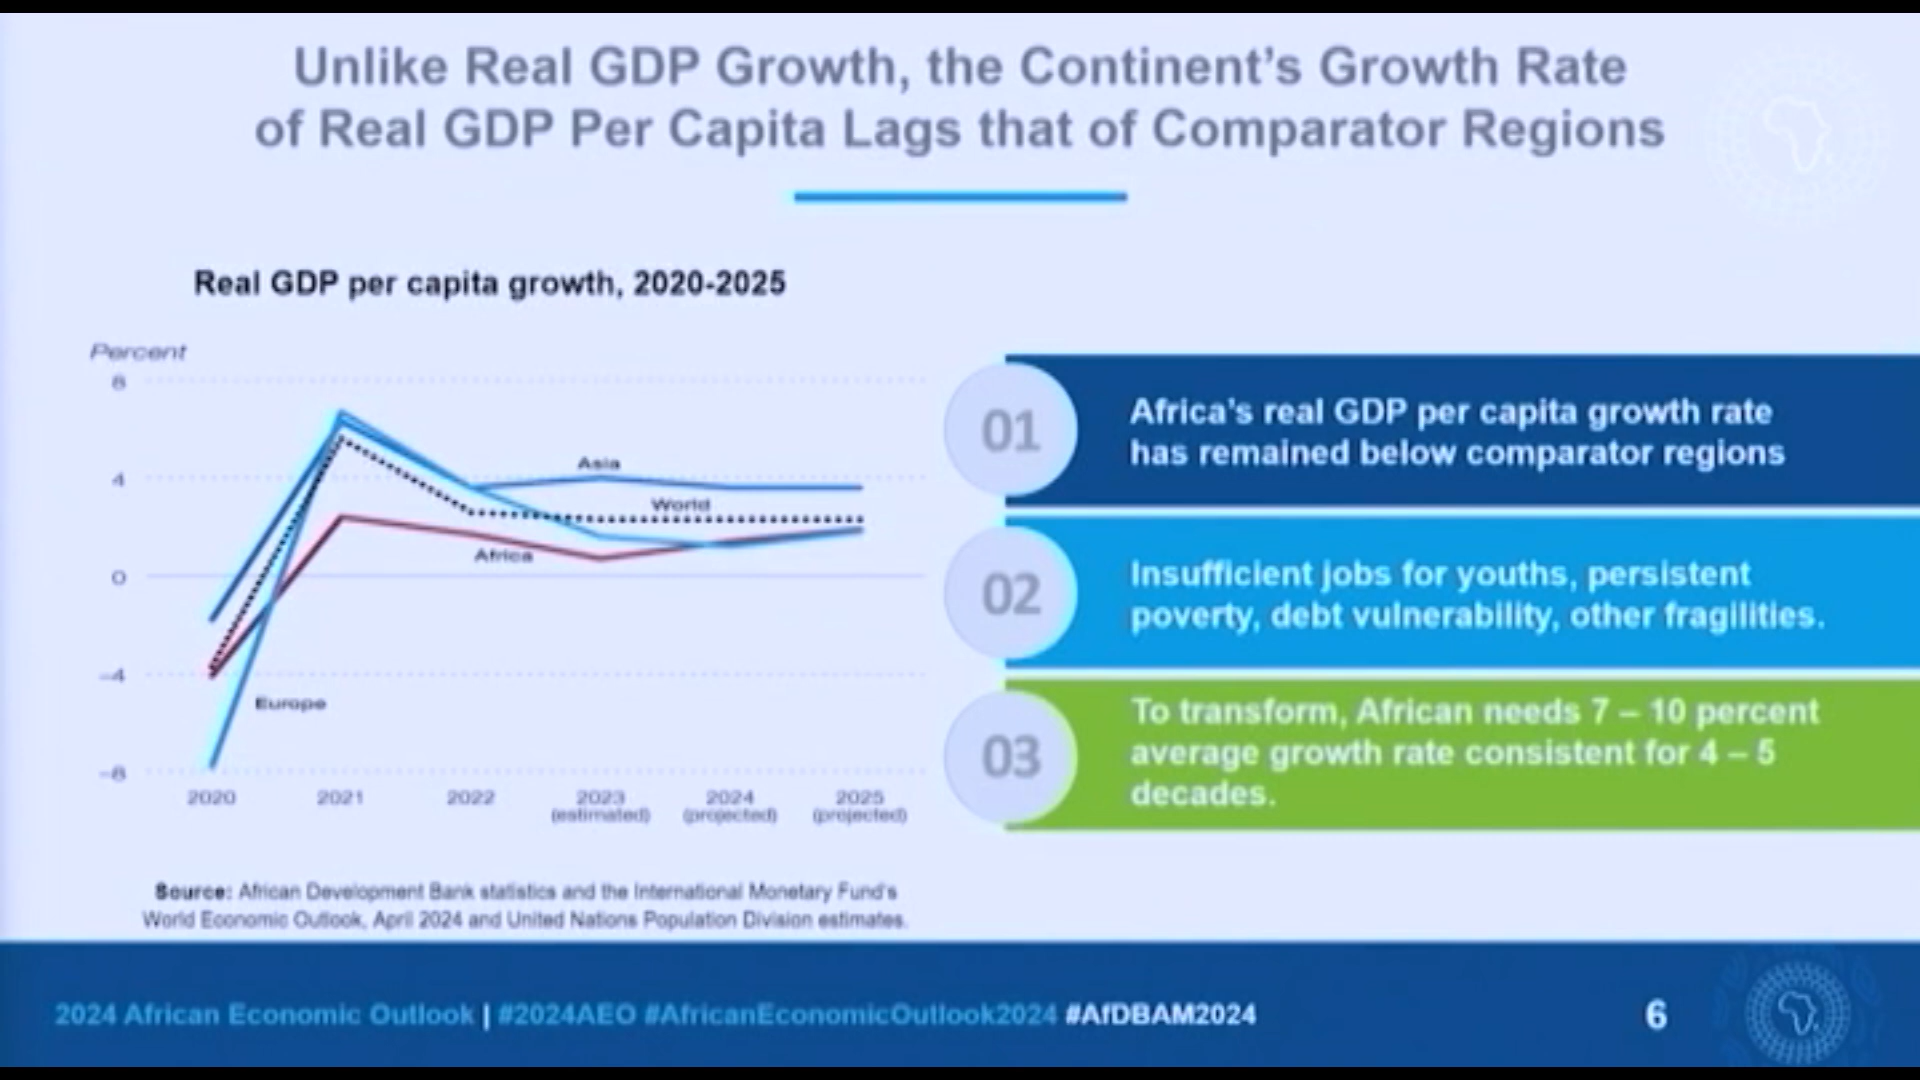 Unlike Real GDP Growth, the Continent's Growth Rate
of Real GDP Per Capita Lags that of Comparator Regions
Real GDP per capita growth, 2020-2025
Percent
8
4
0
–4
–8
Asia
World
Africa
Europe
2020
2021
2022
2023
(estimated)
2024
(projected)
2025
(projected)
Source: African Development Bank statistics and the International Monetary Fund's
World Economic Outlook, April 2024 and United Nations Population Division estimates.
01
Africa's real GDP per capita growth rate
has remained below comparator regions
02
Insufficient jobs for youths, persistent
poverty, debt vulnerability, other fragilities.
03
To transform, African needs 7 – 10 percent
average growth rate consistent for 4 – 5
decades.
2024 African Economic Outlook | #2024AEO #AfricanEconomicOutlook2024 #AfDBAM2024
6